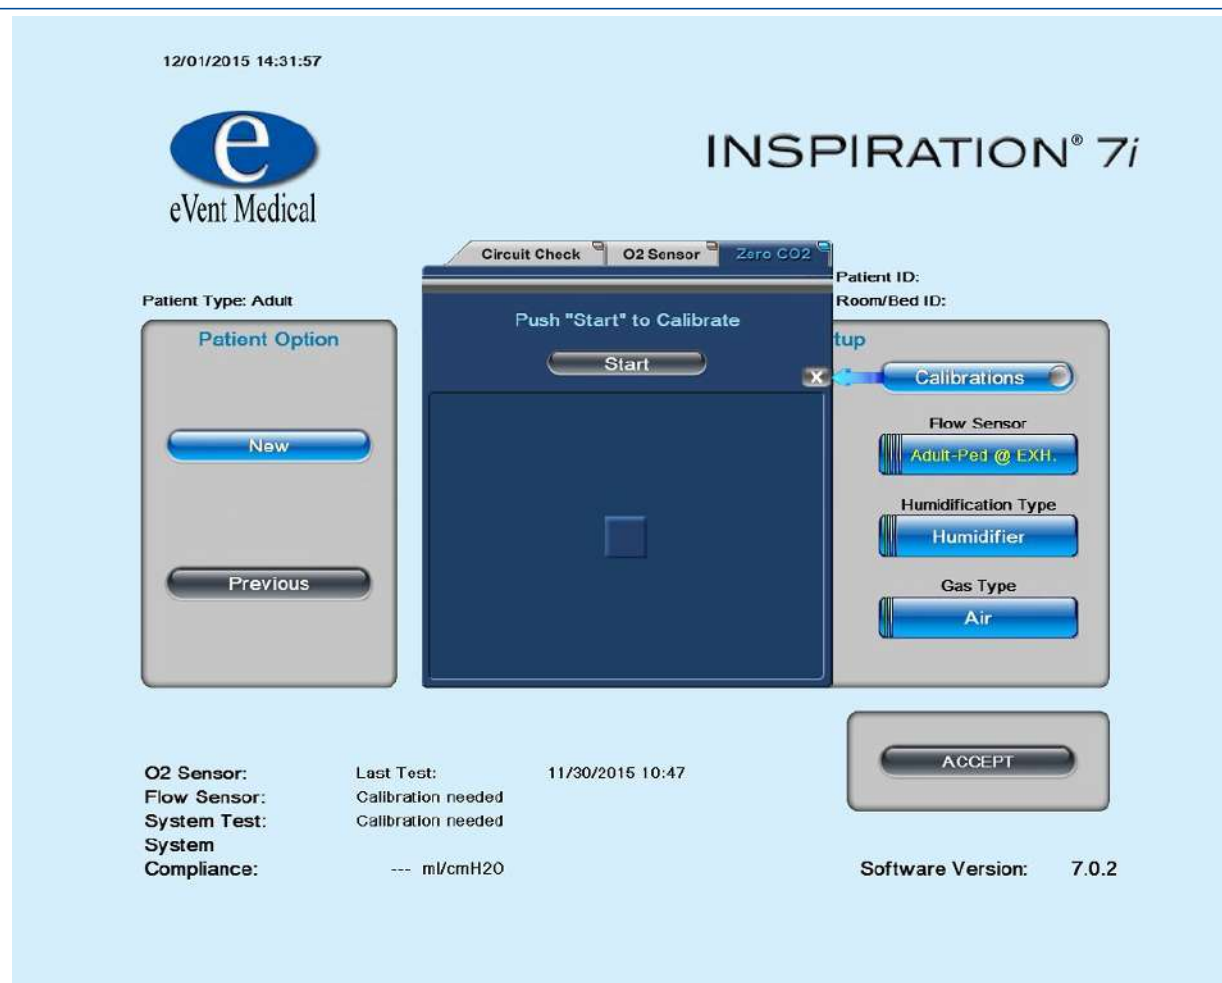 12/01/2015 14:31:57
e
eVent Medical
INSPIRATION® 7i
Circuit Check
O2 Sensor
Zero CO2
Patient ID:
Patient Type: Adult
Room/Bed ID:
Patient Option
Push "Start" to Calibrate
tup
Start
X
Calibrations
Flow Sensor
New
Adult-Ped @ EXH.
Humidification Type
Humidifier
Previous
Gas Type
Air
ACCEPT
O2 Sensor: Last Test: 11/30/2015 10:47
Flow Sensor: Calibration needed
System Test: Calibration needed
System
Compliance: --- ml/cmH2O
Software Version: 7.0.2